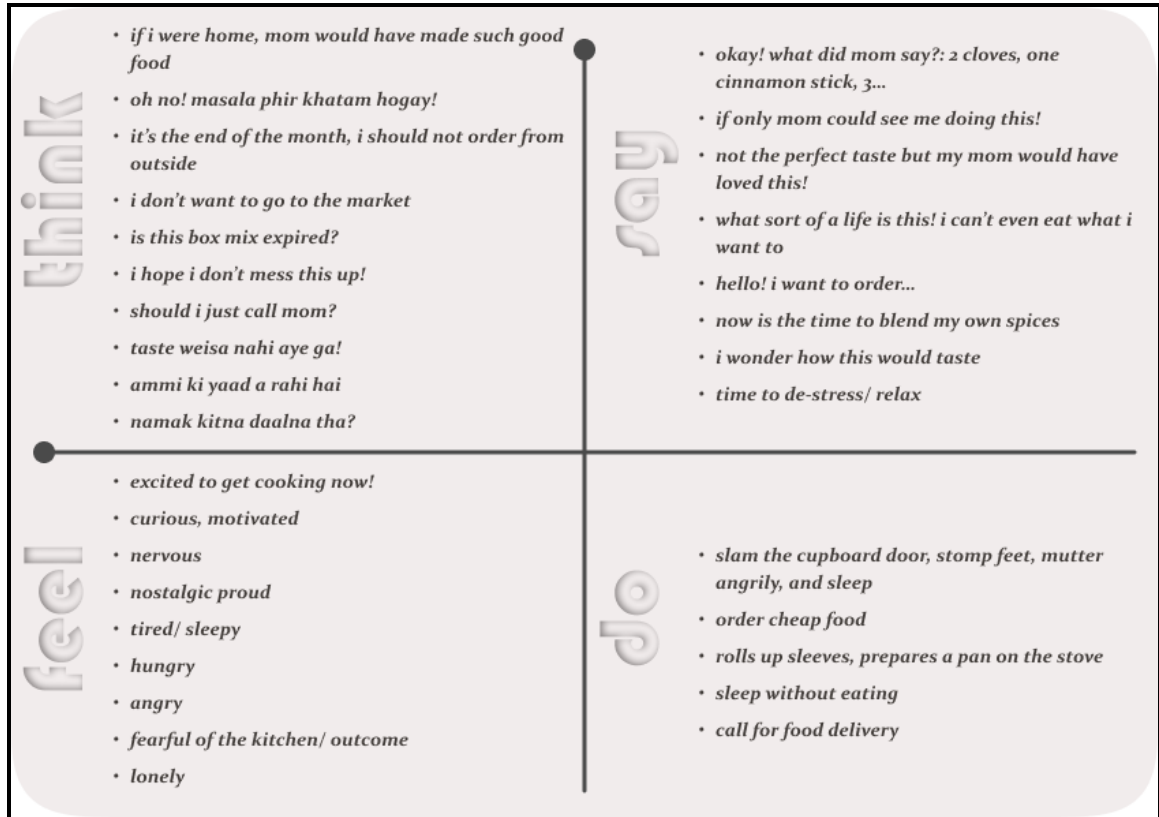 think
• if i were home, mom would have made such good
food
• oh no! masala phir khatam hogay!
• it's the end of the month, i should not order from
outside
• i don't want to go to the market
• is this box mix expired?
• i hope i don't mess this up!
• should i just call mom?
• taste weisa nahi aye ga!
• ammi ki yaad a rahi hai
• namak kitna daalna tha?
say
• okay! what did mom say?: 2 cloves, one
cinnamon stick, 3...
• if only mom could see me doing this!
• not the perfect taste but my mom would have
loved this!
• what sort of a life is this! i can't even eat what i
want to
• hello! i want to order...
• now is the time to blend my own spices
• i wonder how this would taste
• time to de-stress/ relax
feel
• excited to get cooking now!
• curious, motivated
• nervous
• nostalgic proud
• tired/ sleepy
• hungry
• angry
• fearful of the kitchen/ outcome
• lonely
do
• slam the cupboard door, stomp feet, mutter
angrily, and sleep
• order cheap food
• rolls up sleeves, prepares a pan on the stove
• sleep without eating
• call for food delivery